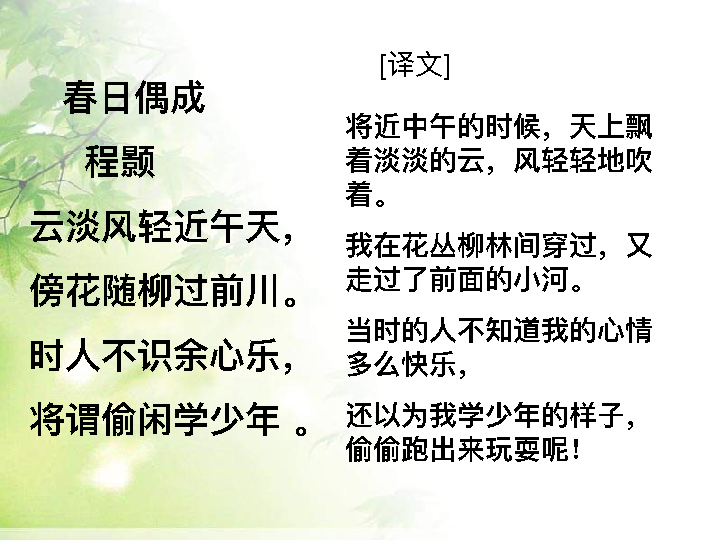 春日偶成
程颢
云淡风轻近午天，
傍花随柳过前川。
时人不识余心乐，
将谓偷闲学少年 。
[译文]
将近中午的时候，天上飘
着淡淡的云，风轻轻地吹
着。
我在花丛柳林间穿过，又
走过了前面的小河。
当时的人不知道我的心情
多么快乐，
还以为我学少年的样子，
偷偷跑出来玩耍呢！